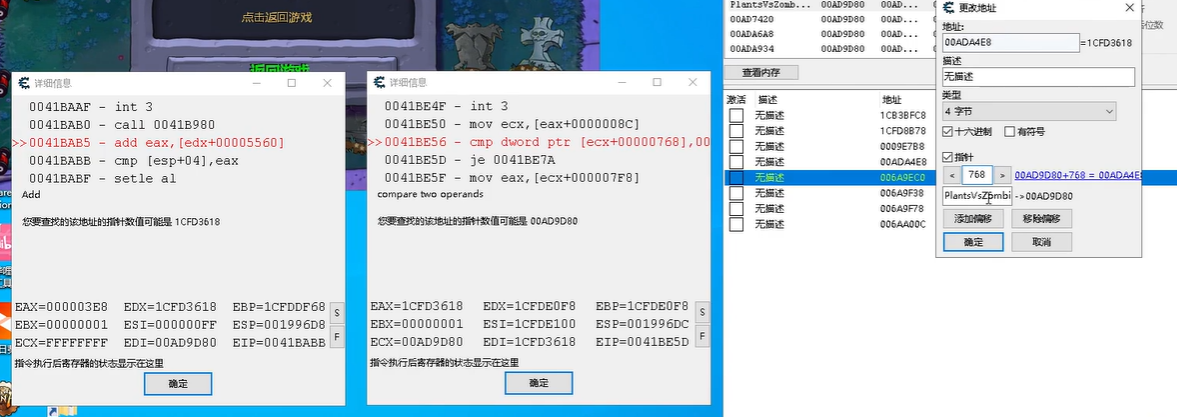 点击返回游戏
返回游戏
详细信息
0041BAAF - int 3
0041BAB0 - call 0041B980
>>0041BAB5 - add eax,[edx+00005560]
0041BABB - cmp [esp+04],eax
0041BABF - setle al
Add
您要查找的该地址的指针数值可能是 1CFD3618
EAX=000003E8 EDX=1CFD3618 EBP=1CFDDF68
EBX=00000001 ESI=000000FF ESP=001996D8
ECX=FFFFFFFF EDI=00AD9D80 EIP=0041BABB
S
F
指令执行后寄存器的状态显示在这里
确定
详细信息
0041BE4F - int 3
0041BE50 - mov ecx,[eax+0000008C]
>>0041BE56 - cmp dword ptr [ecx+00000768],00
0041BE5D - je 0041BE7A
0041BE5F - mov eax,[ecx+000007F8]
compare two operands
您要查找的该地址的指针数值可能是 00AD9D80
EAX=1CFD3618 EDX=1CFDE0F8 EBP=1CFDE0F8
EBX=00000001 ESI=1CFDE100 ESP=001996DC
ECX=00AD9D80 EDI=1CFD3618 EIP=0041BE5D
S
F
指令执行后寄存器的状态显示在这里
确定
PlantsVsZomb... 00AD9D80 00AD...
00AD7420 00AD9D80 00AD...
00ADA6A8 00AD9D80 00AD...
00ADA934 00AD9D80 00AD...
查看内存
激活 描述 地址
无描述 1CB3BFC8
无描述 1CFD8B78
无描述 0009E7B8
无描述 00ADA4E8
无描述 006A9EC0
无描述 006A9F38
无描述 006A9F78
无描述 006AA00C
更改地址
地址:
00ADA4E8 =1CFD3618
描述
无描述
类型
4 字节
十六进制 有符号
指针
< 768 > 00AD9D80+768 = 00ADA4E8
PlantsVsZombi ->00AD9D80
添加偏移 移除偏移
确定 取消
位数